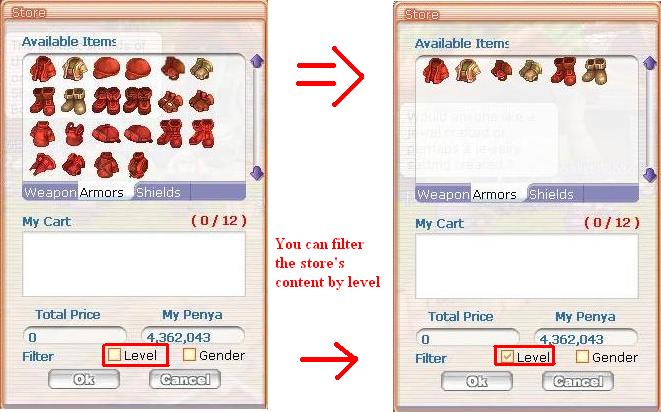 Store
Available Items
Weapon Armors Shields
My Cart ( 0 / 12 )
Total Price My Penya
0 4,362,043
Filter Level Gender
Ok Cancel
You can filter
the store's
content by level
Store
Available Items
Would anyone like a
jewel crafted or
perhaps a jewelry
setting created?
Weapon Armors Shields
My Cart ( 0 / 12 )
Total Price My Penya
0 4,362,043
Filter Level Gender
Ok Cancel